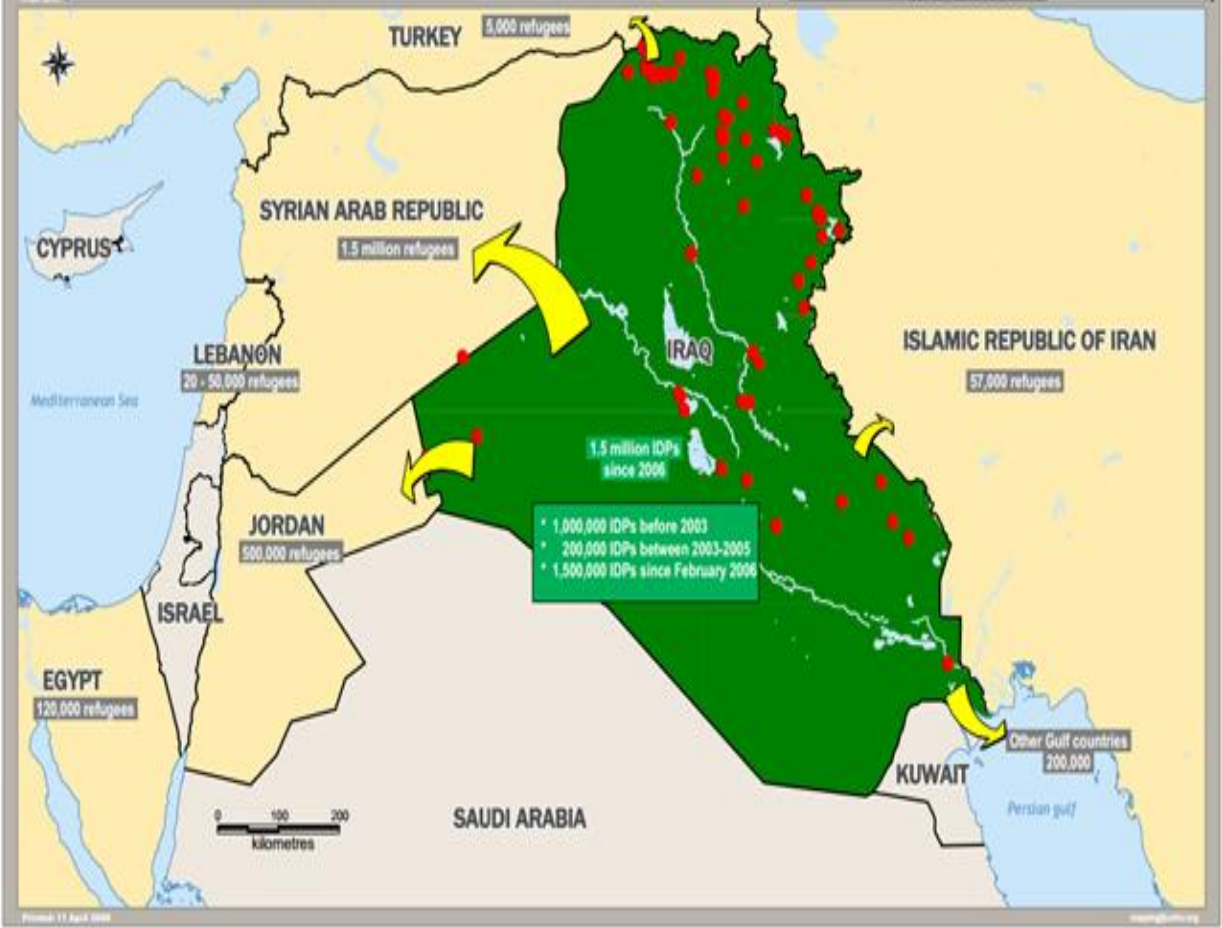 TURKEY
5,000 refugees
SYRIAN ARAB REPUBLIC
1.5 million refugees
CYPRUS
LEBANON
20 - 50,000 refugees
Mediterranean Sea
IRAQ
ISLAMIC REPUBLIC OF IRAN
57,000 refugees
1.5 million IDPs
since 2006
* 1,000,000 IDPs before 2003
* 200,000 IDPs between 2003-2005
* 1,500,000 IDPs since February 2006
JORDAN
500,000 refugees
ISRAEL
EGYPT
120,000 refugees
Other Gulf countries
200,000
KUWAIT
Persian gulf
SAUDI ARABIA
0 100 200
kilometres
Printed: 11 April